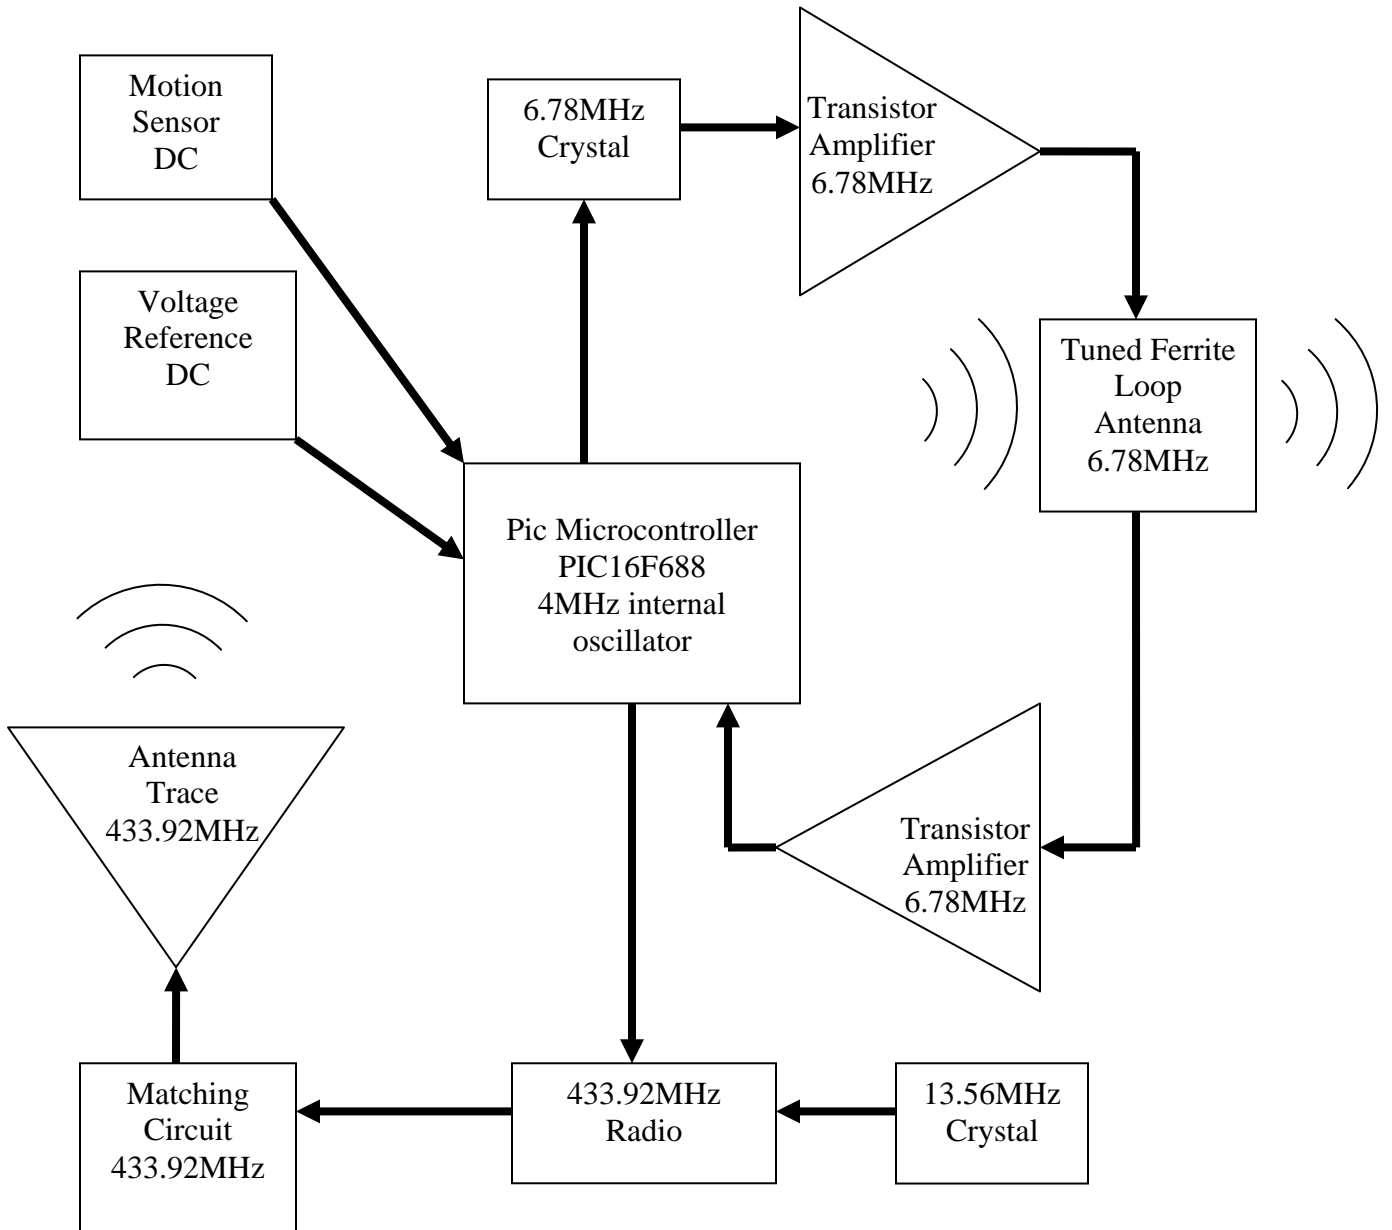 Motion
Sensor
DC
6.78MHz
Crystal
Transistor
Amplifier
6.78MHz
Voltage
Reference
DC
Tuned Ferrite
Loop
Antenna
6.78MHz
Pic Microcontroller
PIC16F688
4MHz internal
oscillator
Antenna
Trace
433.92MHz
Transistor
Amplifier
6.78MHz
Matching
Circuit
433.92MHz
433.92MHz
Radio
13.56MHz
Crystal